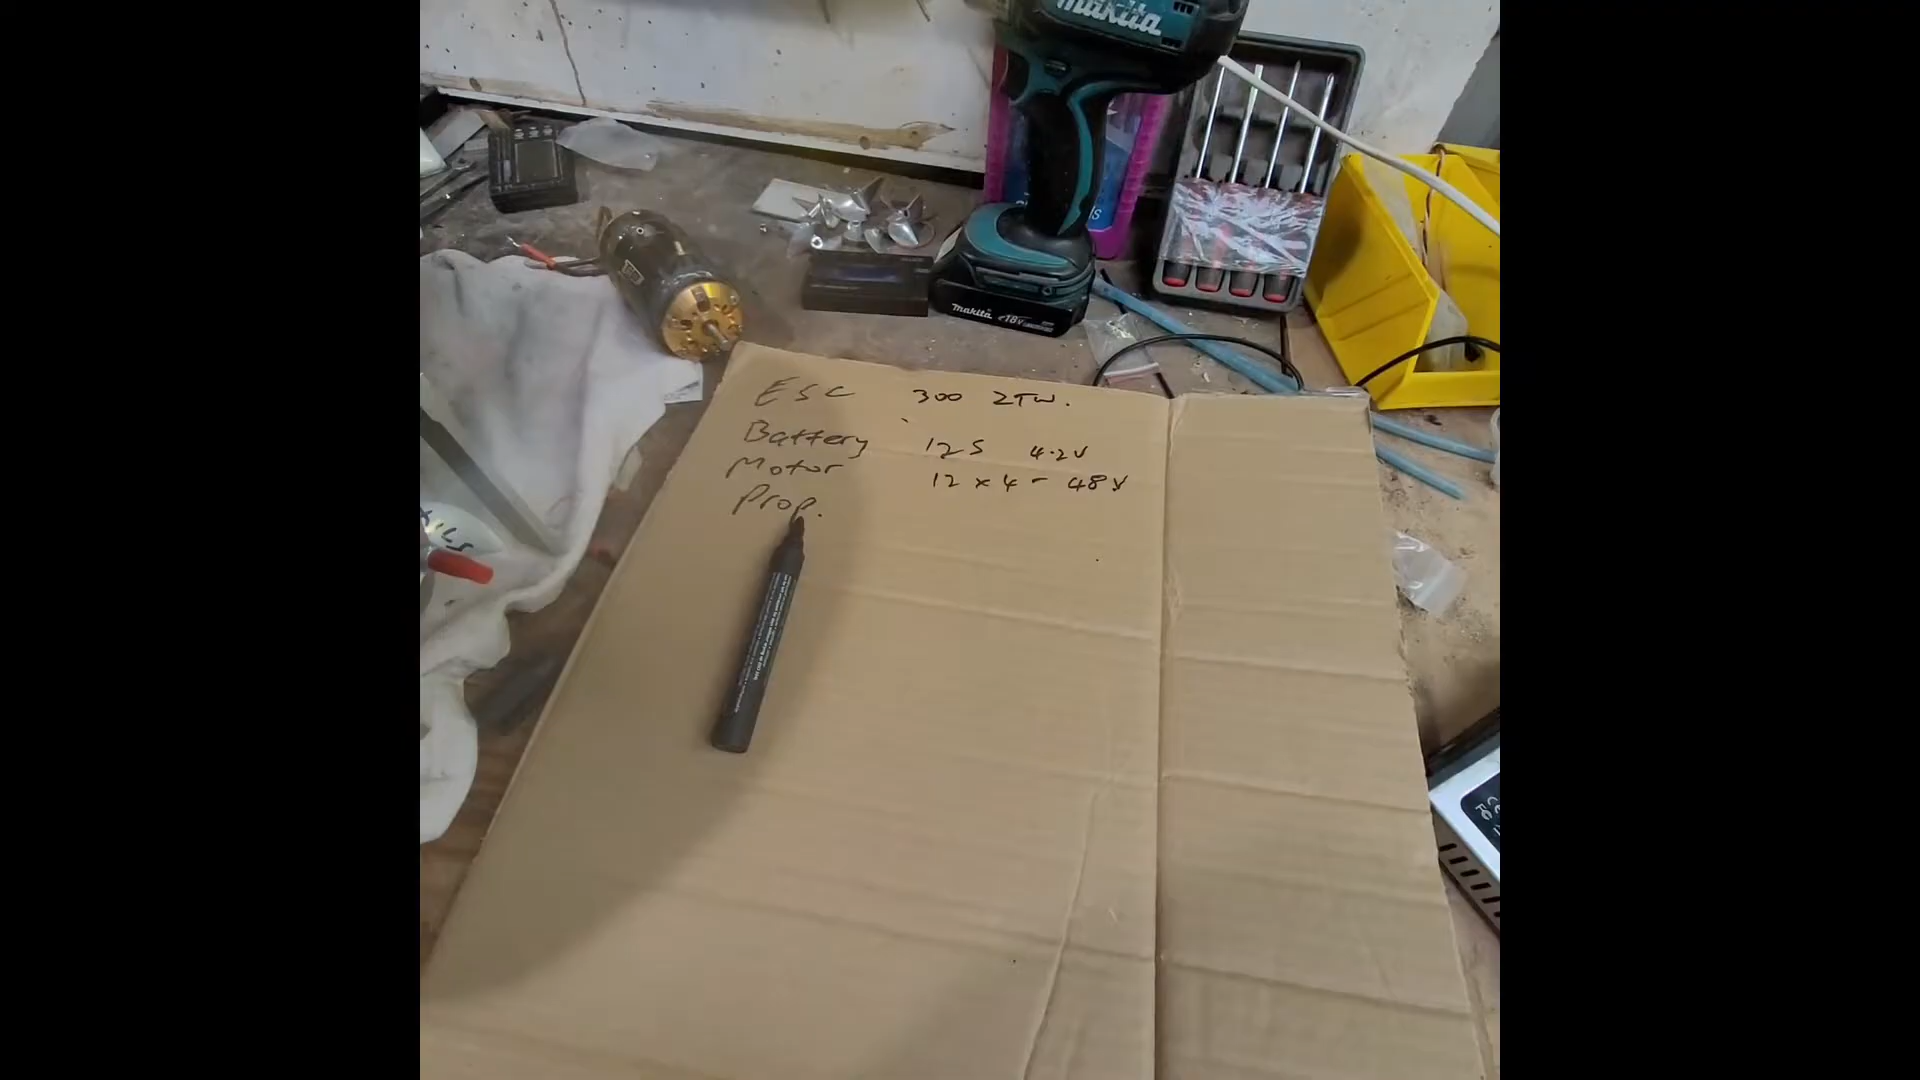 makita
makita 18V
ESC 300 ZTW.
Battery 12S 4.2V
Motor 12 x 4 - 48V
Prop.